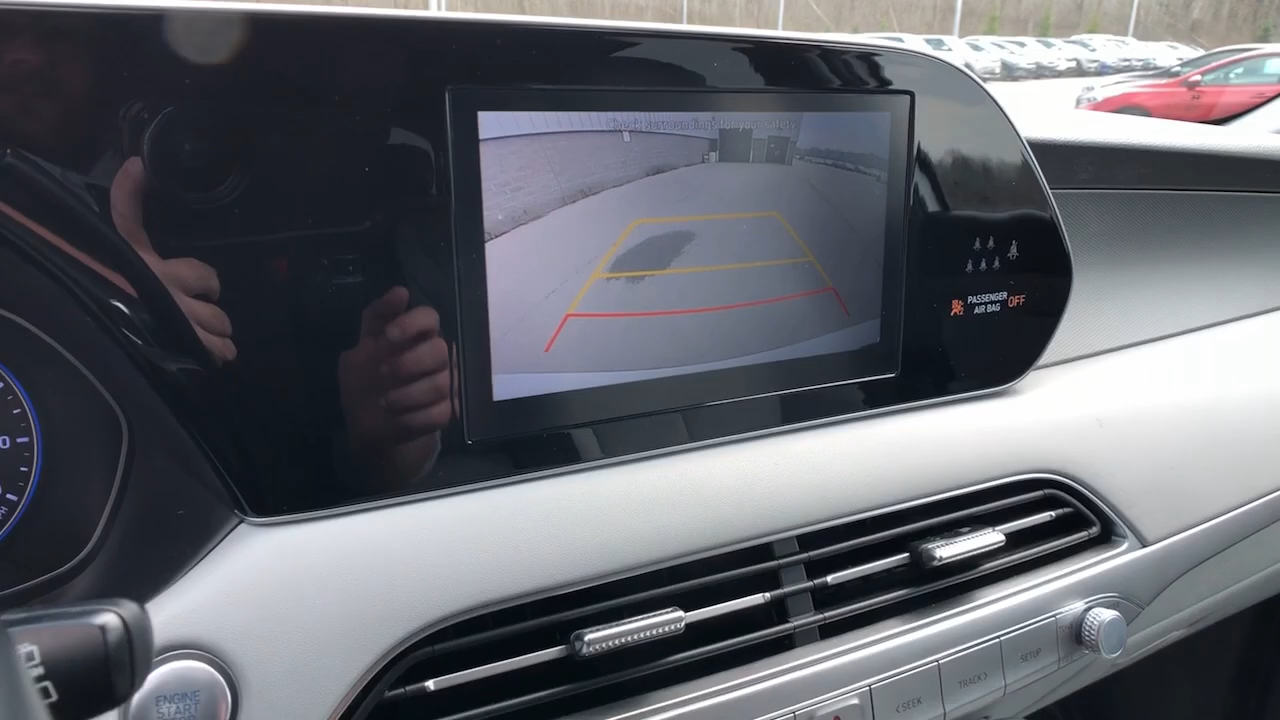 Check surroundings for your safety
PASSENGER
AIR BAG
OFF
ENGINE
START
< SEEK
TRACK >
SETUP